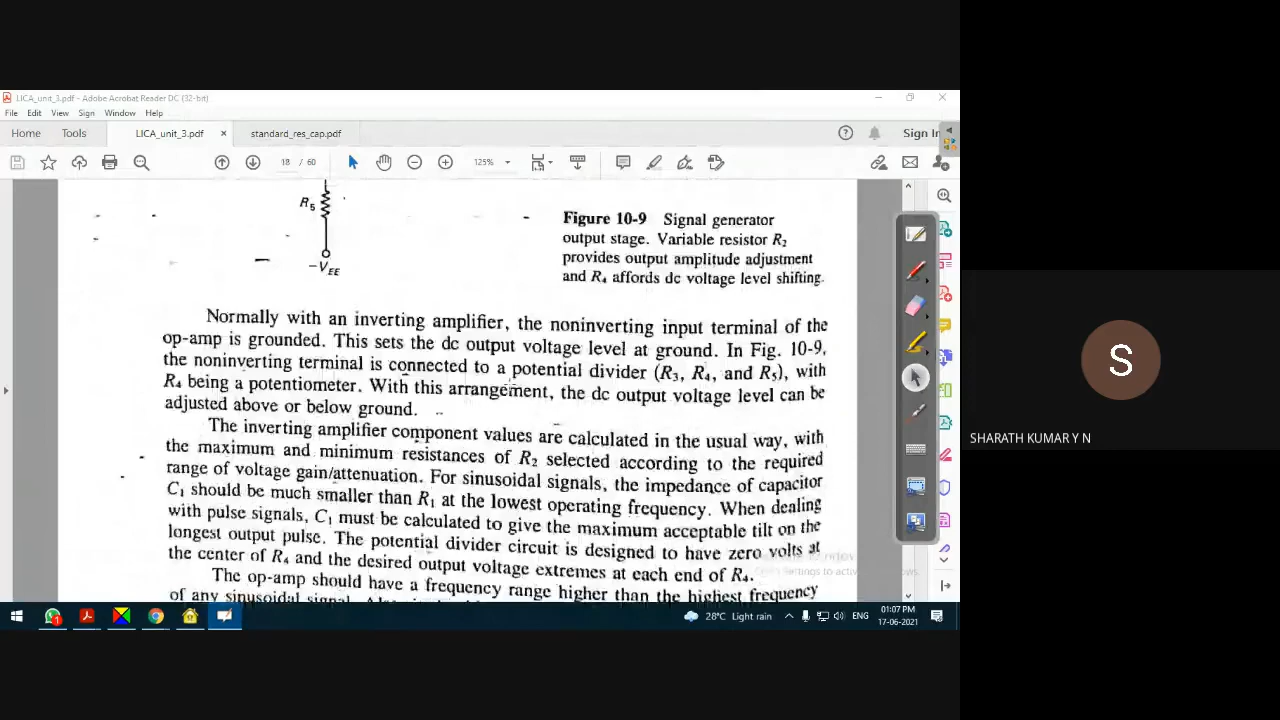 LICA_unit_3.pdf - Adobe Acrobat Reader DC (32-bit)
File Edit View Sign Window Help
Home Tools LICA_unit_3.pdf × standard_res_cap.pdf Sign In
18 / 60 125%
R5
-VEE
Figure 10-9 Signal generator
output stage. Variable resistor R2
provides output amplitude adjustment
and R4 affords dc voltage level shifting.
Normally with an inverting amplifier, the noninverting input terminal of the
op-amp is grounded. This sets the dc output voltage level at ground. In Fig. 10-9,
the noninverting terminal is connected to a potential divider (R3, R4, and R5), with
R4 being a potentiometer. With this arrangement, the dc output voltage level can be
adjusted above or below ground.
The inverting amplifier component values are calculated in the usual way, with
the maximum and minimum resistances of R2 selected according to the required
range of voltage gain/attenuation. For sinusoidal signals, the impedance of capacitor
C1 should be much smaller than R1 at the lowest operating frequency. When dealing
with pulse signals, C1 must be calculated to give the maximum acceptable tilt on the
longest output pulse. The potential divider circuit is designed to have zero volts at
the center of R4 and the desired output voltage extremes at each end of R4.
The op-amp should have a frequency range higher than the highest frequency
of any sinusoidal signal.
S
SHARATH KUMAR Y N
28°C Light rain ENG 01:07 PM
17-06-2021